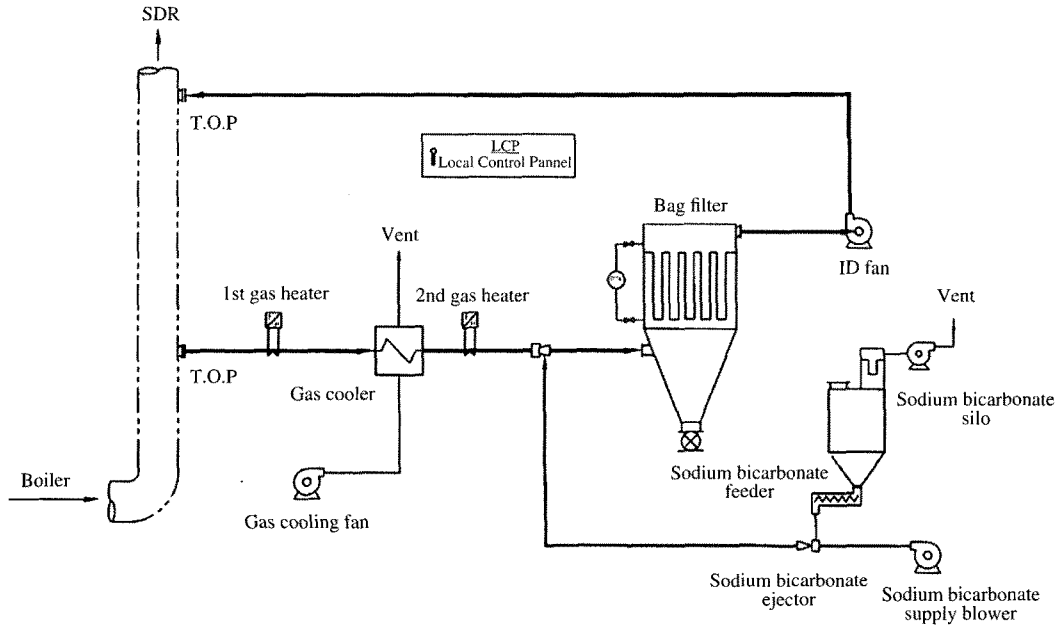 SDR
T.O.P
LCP
Local Control Pannel
Bag filter
Vent
ID fan
1st gas heater
2nd gas heater
Vent
T.O.P
Gas cooler
Sodium bicarbonate
silo
Boiler
Sodium bicarbonate
feeder
Gas cooling fan
Sodium bicarbonate
ejector
Sodium bicarbonate
supply blower